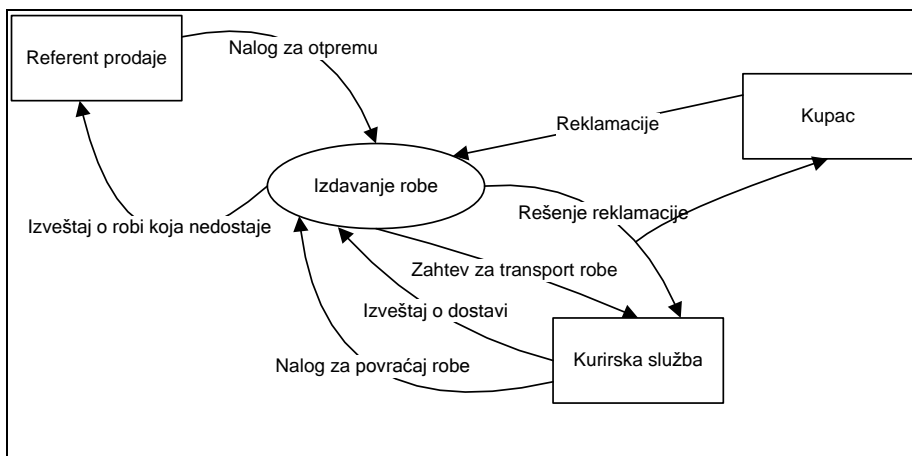 Referent prodaje
Nalog za otpremu
Kupac
Reklamacije
Izdavanje robe
Rešenje reklamacije
Izveštaj o robi koja nedostaje
Zahtev za transport robe
Izveštaj o dostavi
Kurirska služba
Nalog za povraćaj robe